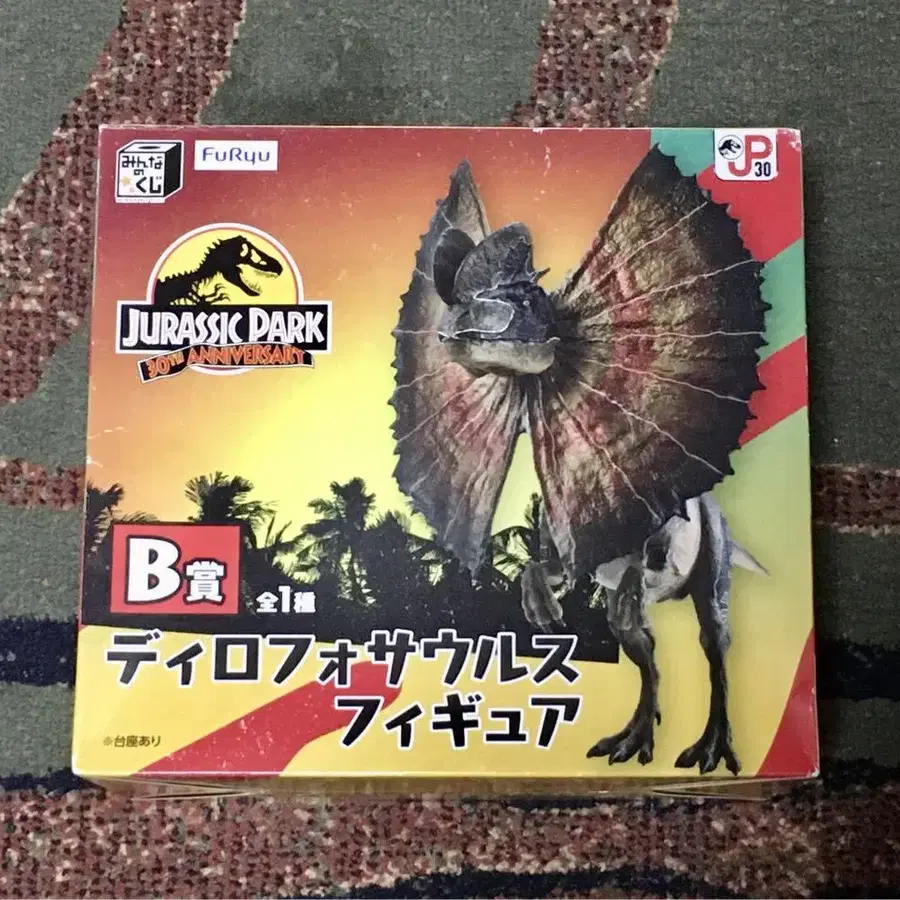 みんなの
くじ
FuRyu
JP
30
JURASSIC PARK
30TH ANNIVERSARY
B賞
全1種
ディロフォサウルス
フィギュア
※台座あり